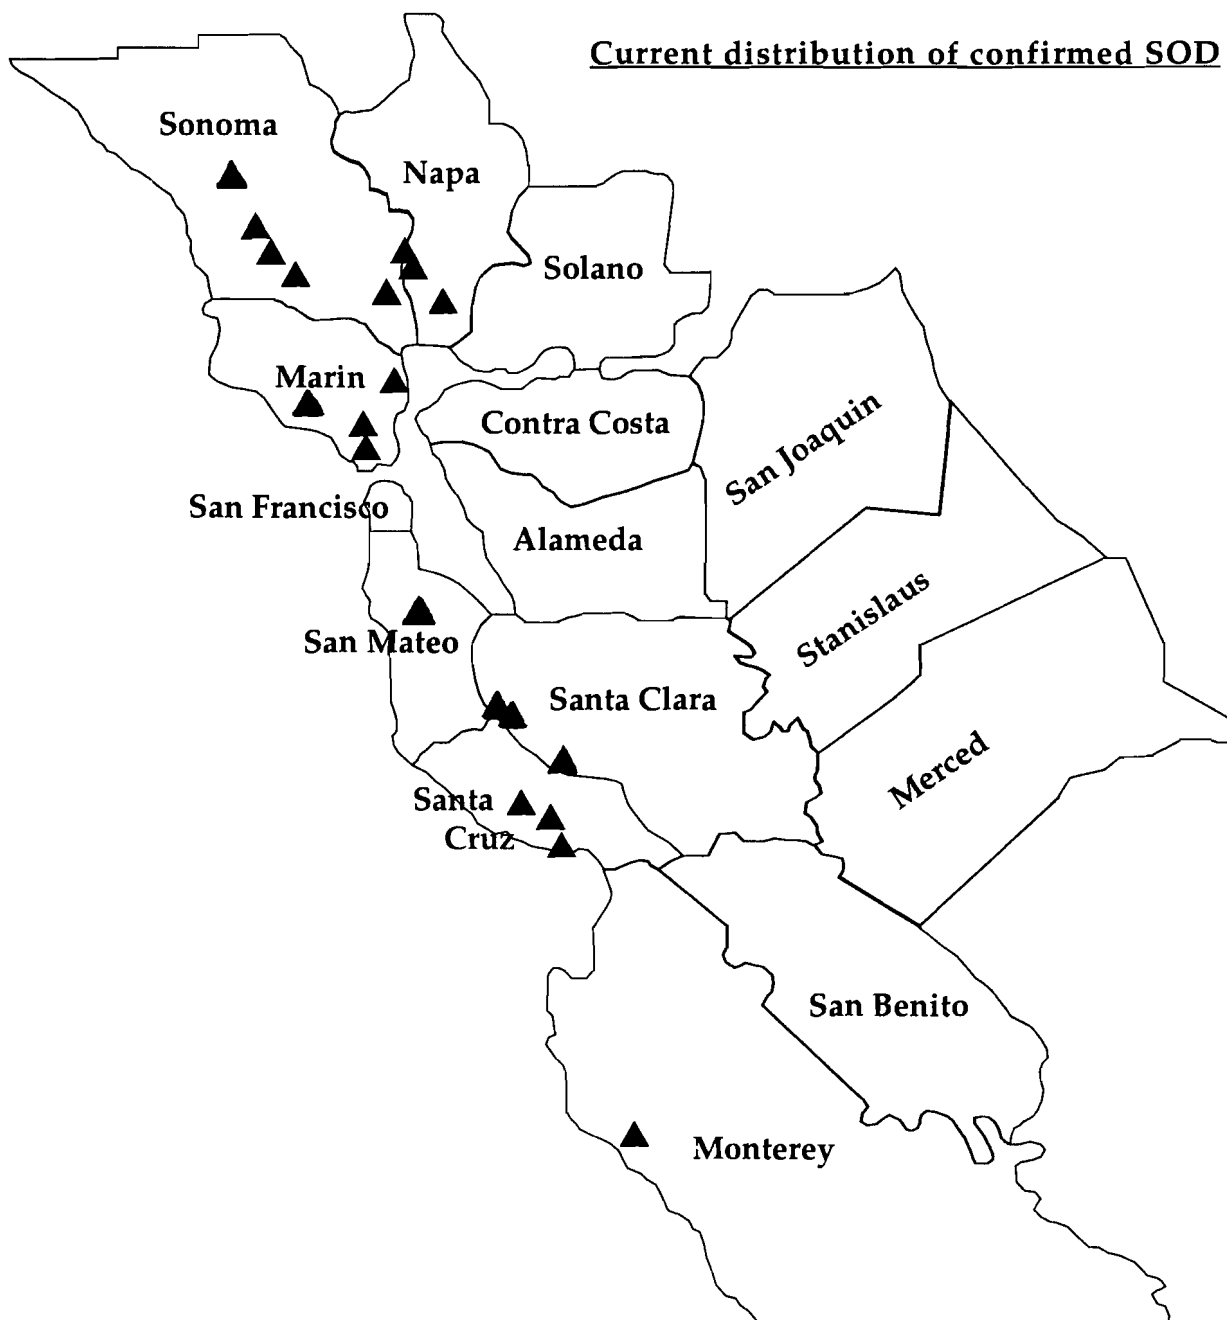 Current distribution of confirmed SOD
Sonoma
Napa
Solano
Marin
Contra Costa
San Joaquin
San Francisco
Alameda
Stanislaus
San Mateo
Santa Clara
Merced
Santa
Cruz
San Benito
Monterey